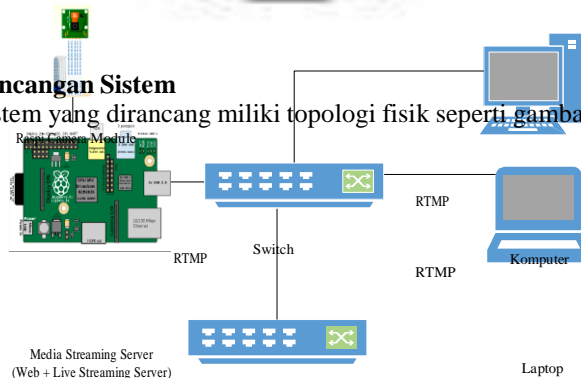 ncangan Sistem
stem yang dirancang miliki topologi fisik seperti gamba
Raspi Camera Module
RTMP
Switch
RTMP
Komputer
RTMP
Media Streaming Server
(Web + Live Streaming Server)
Laptop